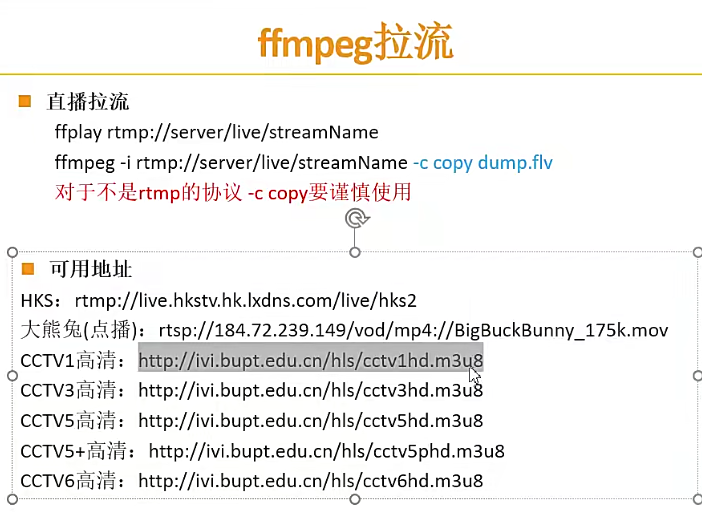 ffmpeg拉流
直播拉流
ffplay rtmp://server/live/streamName
ffmpeg -i rtmp://server/live/streamName -c copy dump.flv
对于不是rtmp的协议 -c copy要谨慎使用
可用地址
HKS：rtmp://live.hkstv.hk.lxdns.com/live/hks2
大熊兔(点播)：rtsp://184.72.239.149/vod/mp4://BigBuckBunny_175k.mov
CCTV1高清：http://ivi.bupt.edu.cn/hls/cctv1hd.m3u8
CCTV3高清：http://ivi.bupt.edu.cn/hls/cctv3hd.m3u8
CCTV5高清：http://ivi.bupt.edu.cn/hls/cctv5hd.m3u8
CCTV5+高清：http://ivi.bupt.edu.cn/hls/cctv5phd.m3u8
CCTV6高清：http://ivi.bupt.edu.cn/hls/cctv6hd.m3u8